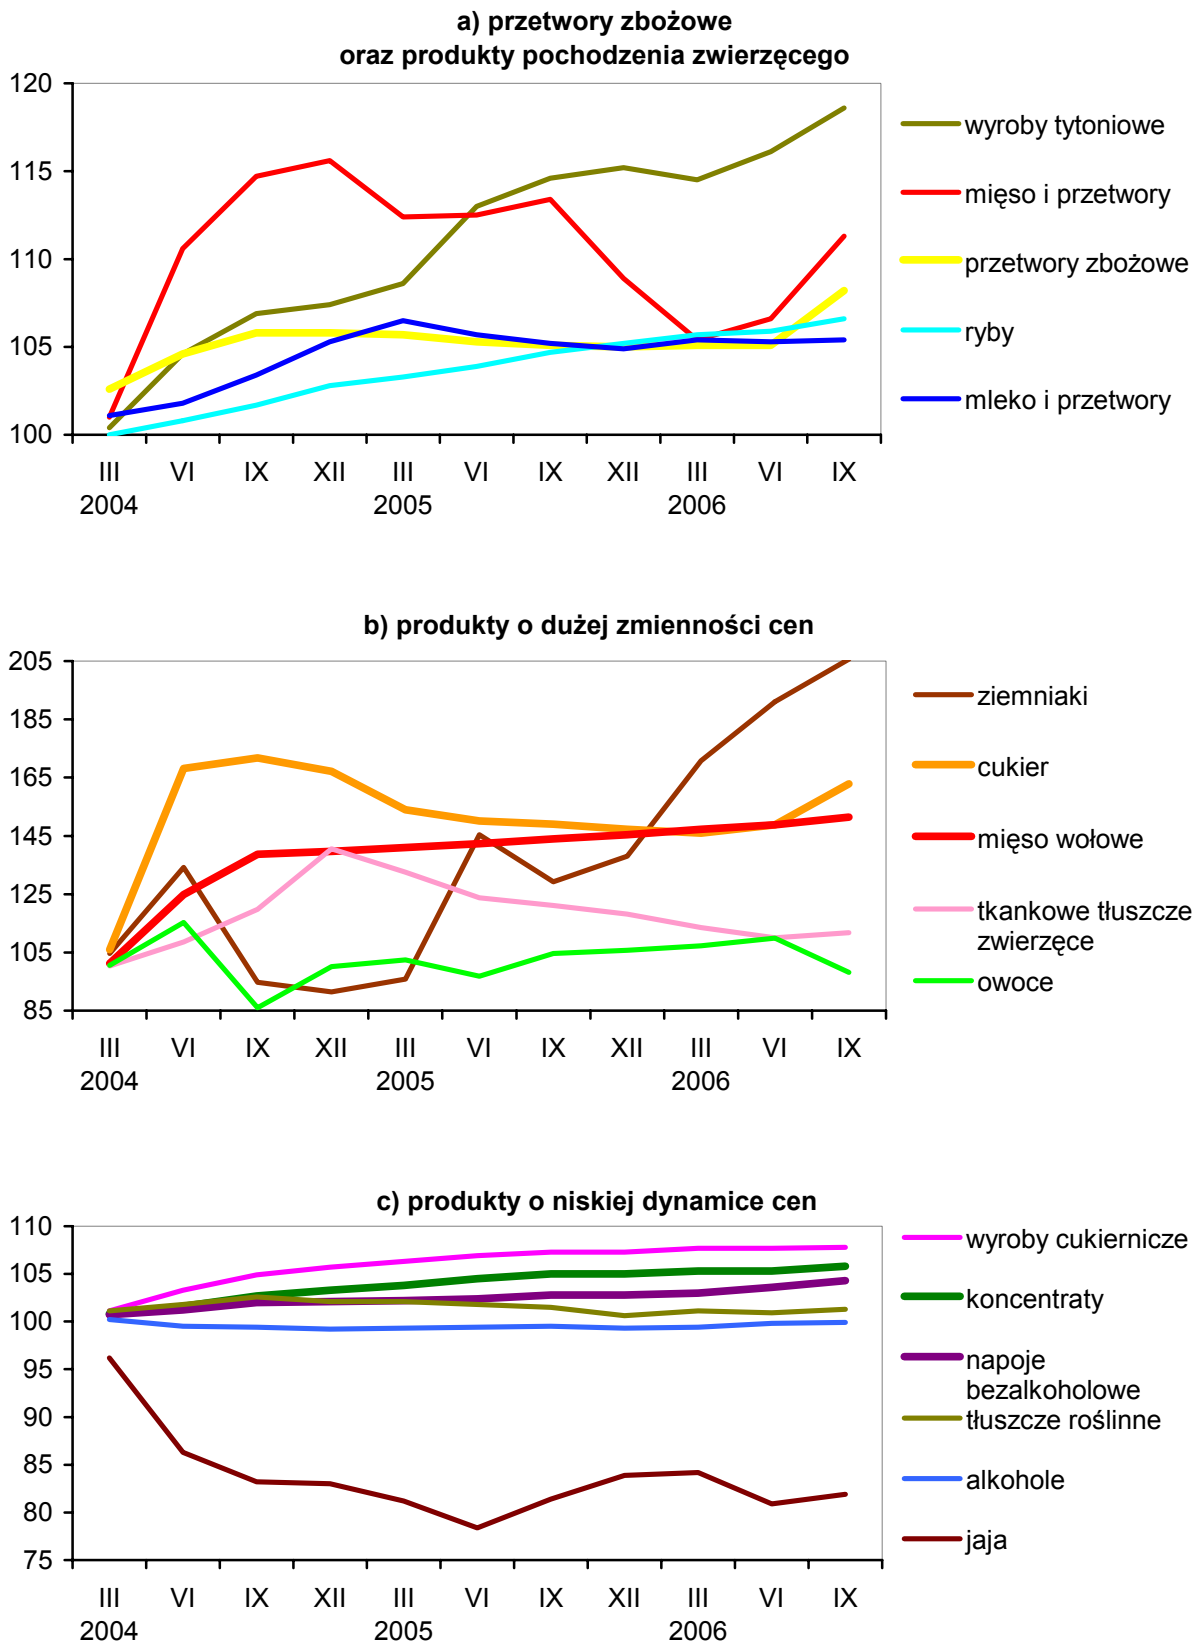 a) przetwory zbożowe
oraz produkty pochodzenia zwierzęcego
120
115
110
105
100
III VI IX XII III VI IX XII III VI IX
2004 2005 2006
wyroby tytoniowe
mięso i przetwory
przetwory zbożowe
ryby
mleko i przetwory
b) produkty o dużej zmienności cen
205
185
165
145
125
105
85
III VI IX XII III VI IX XII III VI IX
2004 2005 2006
ziemniaki
cukier
mięso wołowe
tkankowe tłuszcze
zwierzęce
owoce
c) produkty o niskiej dynamice cen
110
105
100
95
90
85
80
75
III VI IX XII III VI IX XII III VI IX
2004 2005 2006
wyroby cukiernicze
koncentraty
napoje
bezalkoholowe
tłuszcze roślinne
alkohole
jaja